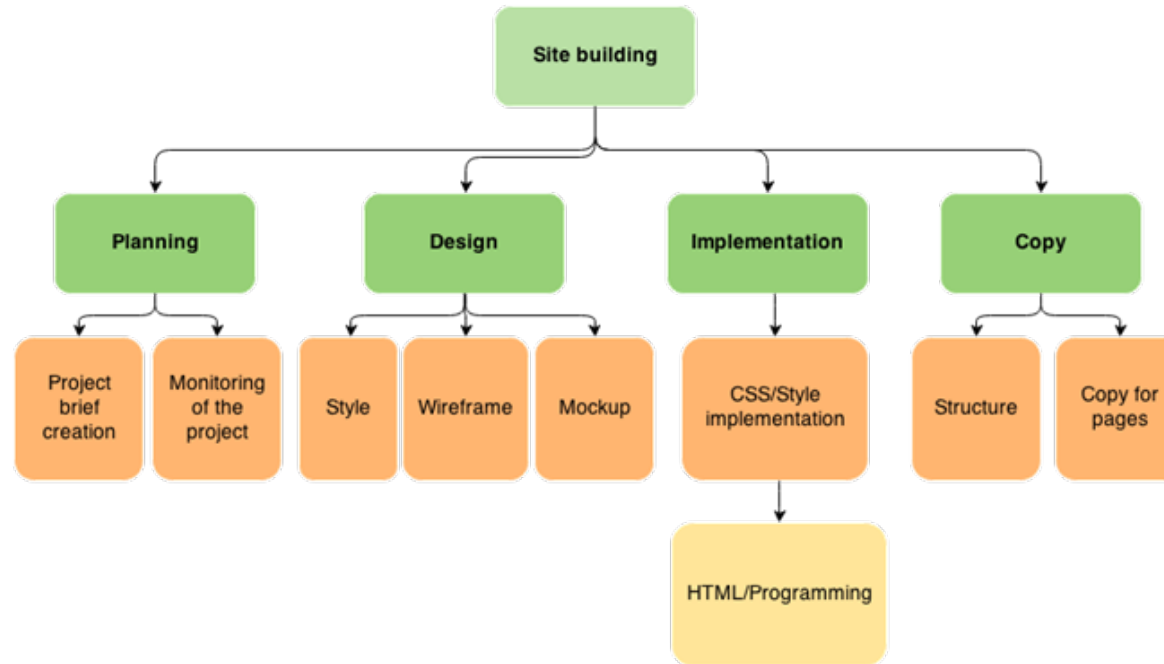 Site building
Planning
Design
Implementation
Copy
Project
brief
creation
Monitoring
of the
project
Style
Wireframe
Mockup
CSS/Style
implementation
Structure
Copy for
pages
HTML/Programming